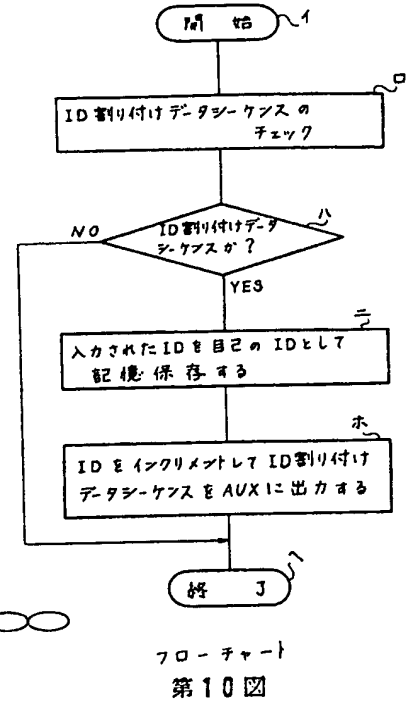 開始
イ
ロ
ID割り付けデータシーケンスの
チェック
ハ
ID割り付けデータ
シーケンスか?
NO
YES
ニ
入力されたIDを自己のIDとして
記憶保存する
ホ
IDをインクリメントしてID割り付け
データシーケンスをAUXに出力する
ヘ
終了
フローチャート
第10図